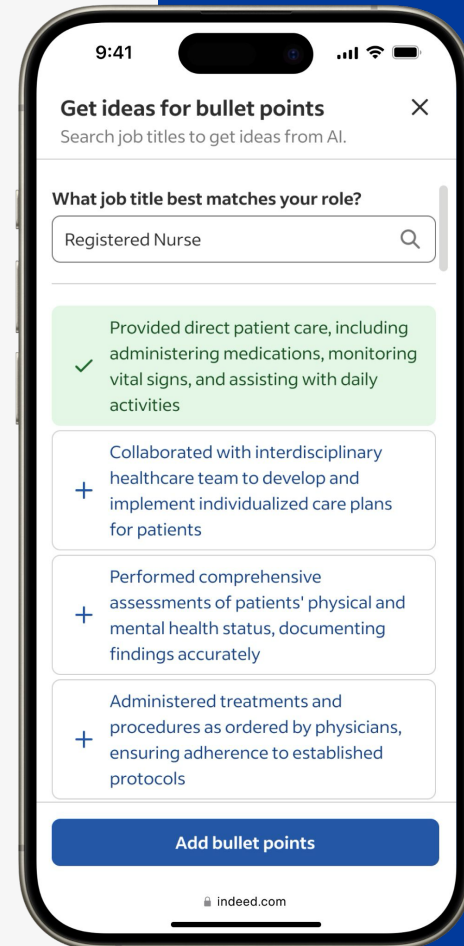 9:41
Get ideas for bullet points
Search job titles to get ideas from AI.
What job title best matches your role?
Registered Nurse
Provided direct patient care, including
administering medications, monitoring
vital signs, and assisting with daily
activities
Collaborated with interdisciplinary
healthcare team to develop and
implement individualized care plans
for patients
Performed comprehensive
assessments of patients' physical and
mental health status, documenting
findings accurately
Administered treatments and
procedures as ordered by physicians,
ensuring adherence to established
protocols
Add bullet points
indeed.com